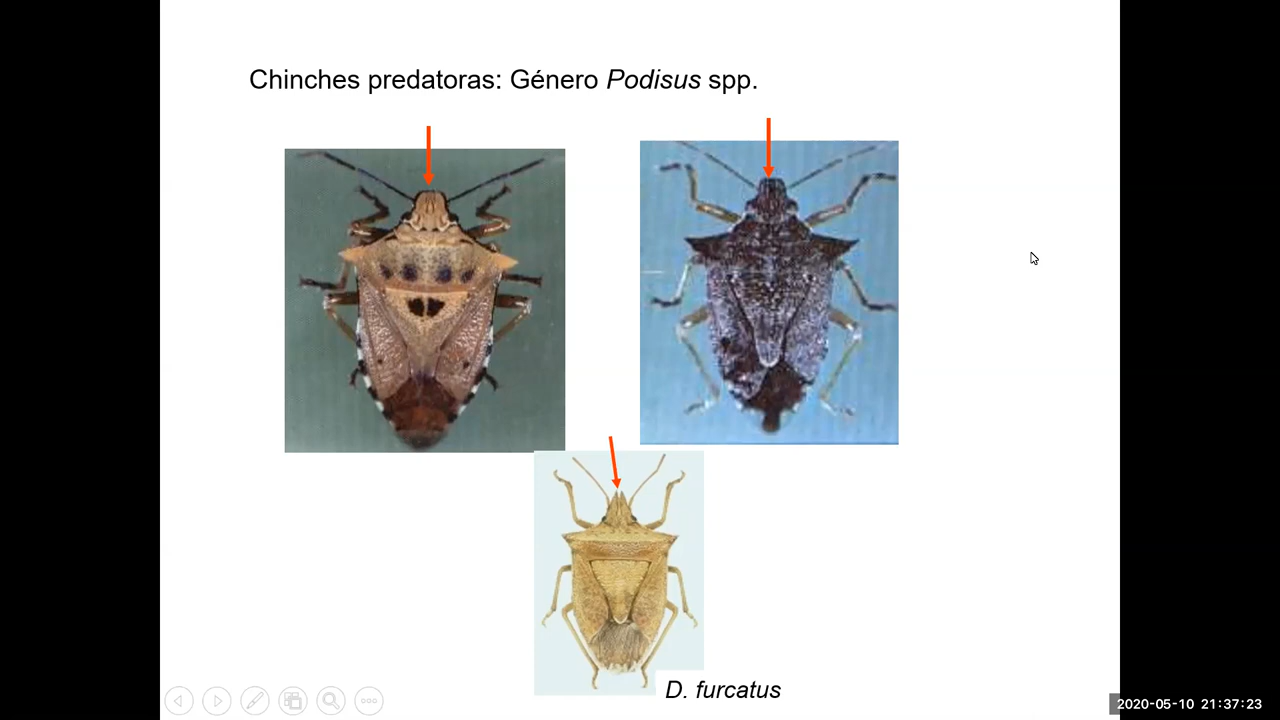 Chinches predatoras: Género Podisus spp.
D. furcatus
2020-05-10 21:37:23